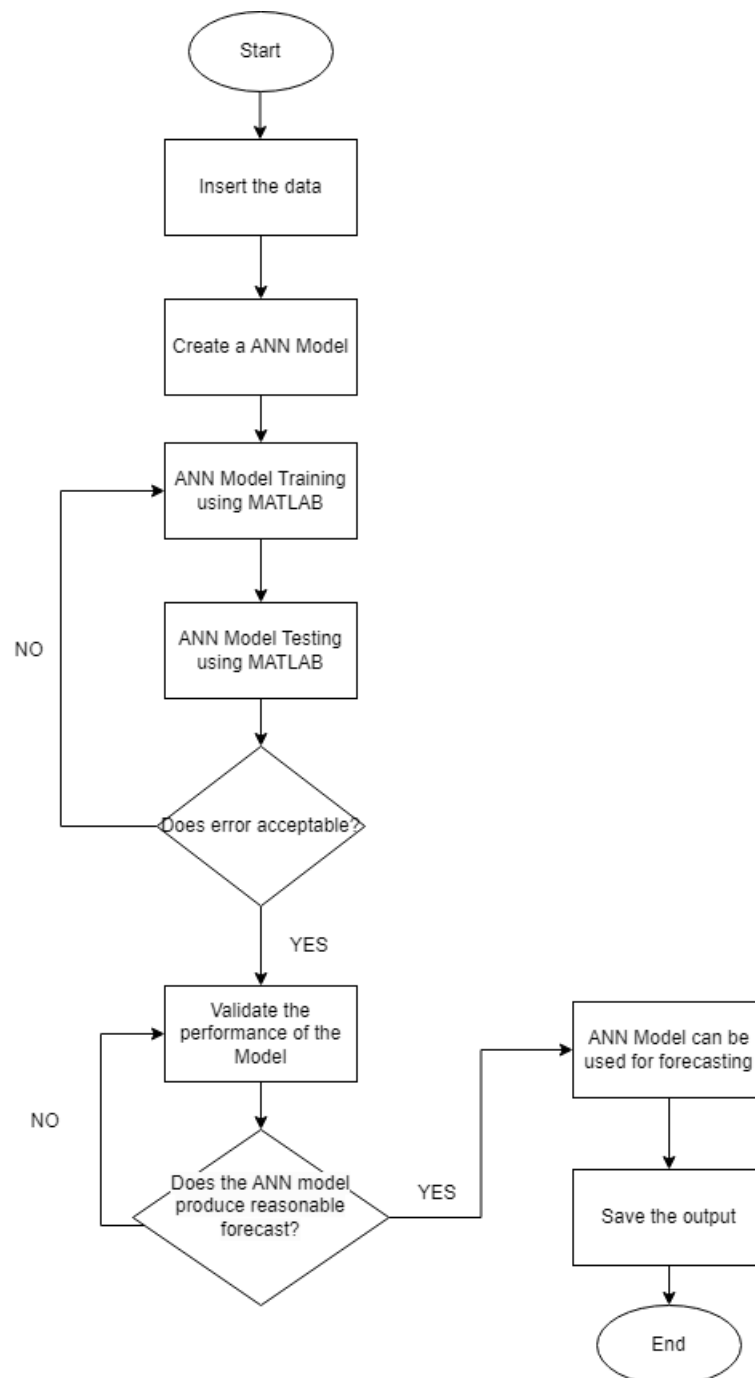 Start
Insert the data
Create a ANN Model
ANN Model Training
using MATLAB
ANN Model Testing
using MATLAB
NO
Does error acceptable?
YES
Validate the
performance of the
Model
NO
Does the ANN model
produce reasonable
forecast?
YES
ANN Model can be
used for forecasting
Save the output
End